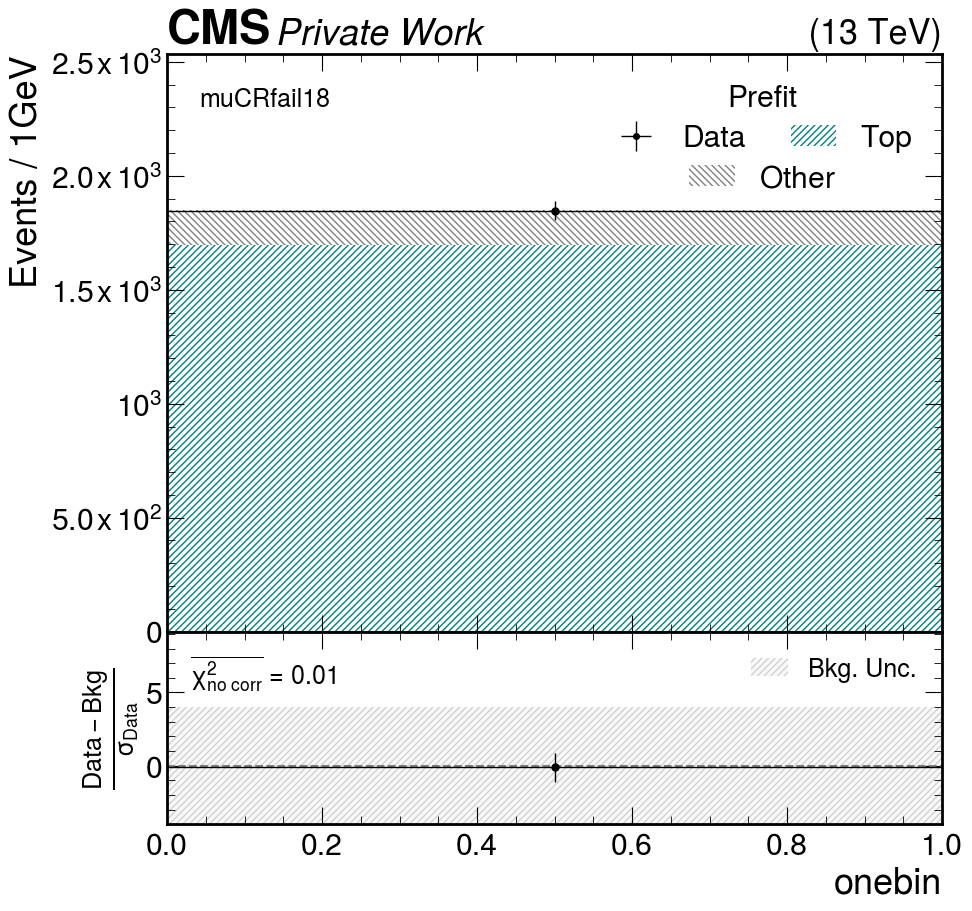 CMS Private Work (13 TeV)
Events / 1GeV
2.5 x 10³
2.0 x 10³
1.5 x 10³
10³
5.0 x 10²
0
muCRfail18
Prefit
Data Top
Other
Data – Bkg
σData
5
0
χ²no corr = 0.01
Bkg. Unc.
0.0 0.2 0.4 0.6 0.8 1.0
onebin